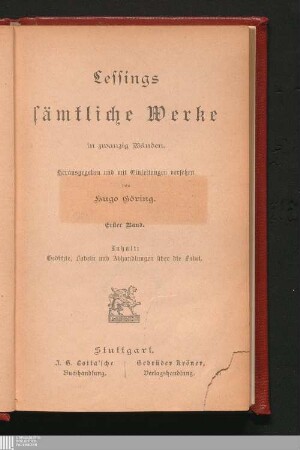 Lessings
sämtliche Werke
in zwanzig Bänden.
Herausgegeben und mit Einleitungen versehen
von
Hugo Göring.
Erster Band.
Inhalt:
Gedichte, Fabeln und Abhandlungen über die Fabel.
Stuttgart.
J. G. Cotta'sche Gebrüder Kröner,
Buchhandlung. Verlagshandlung.